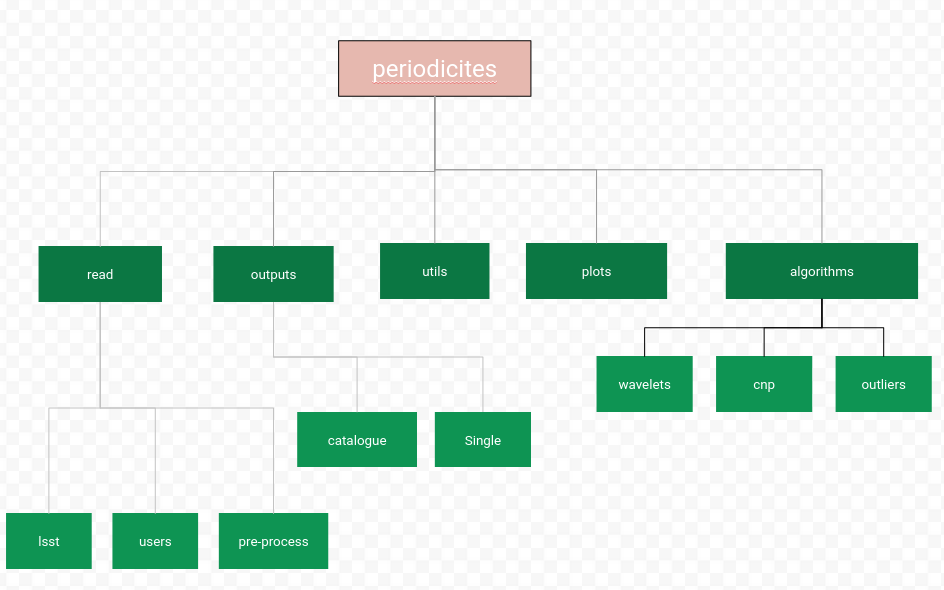 periodicites
read
outputs
utils
plots
algorithms
wavelets
cnp
outliers
catalogue
Single
lsst
users
pre-process